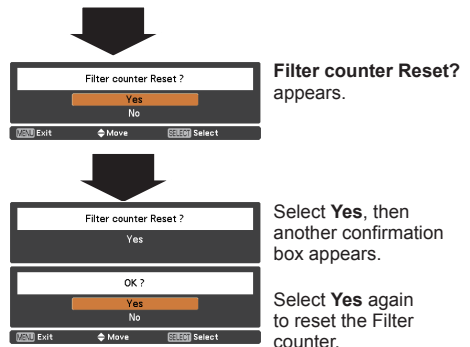 Filter counter Reset ?
Yes
No
MENU Exit Move SELECT Select
Filter counter Reset?
appears.
Filter counter Reset ?
Yes
OK ?
Yes
No
MENU Exit Move SELECT Select
Select Yes, then
another confirmation
box appears.
Select Yes again
to reset the Filter
counter.